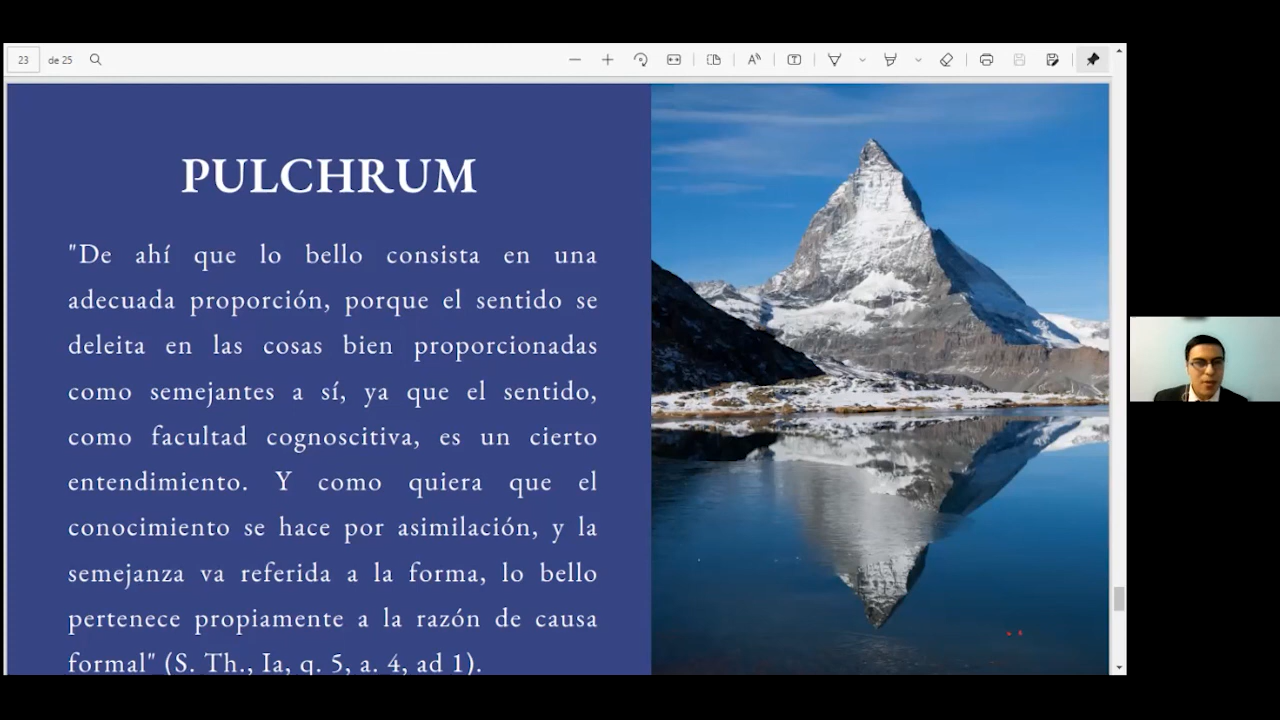 23 de 25
PULCHRUM
"De ahí que lo bello consista en una
adecuada proporción, porque el sentido se
deleita en las cosas bien proporcionadas
como semejantes a sí, ya que el sentido,
como facultad cognoscitiva, es un cierto
entendimiento. Y como quiera que el
conocimiento se hace por asimilación, y la
semejanza va referida a la forma, lo bello
pertenece propiamente a la razón de causa
formal" (S. Th., Ia, q. 5, a. 4, ad 1).